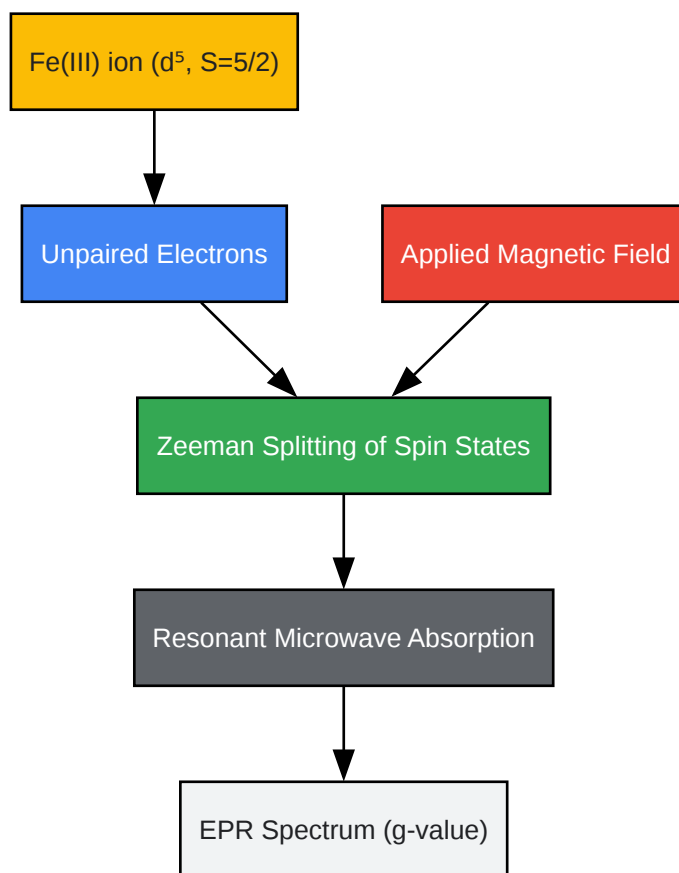 Fe(III) ion (d⁵, S=5/2)
Unpaired Electrons
Applied Magnetic Field
Zeeman Splitting of Spin States
Resonant Microwave Absorption
EPR Spectrum (g-value)